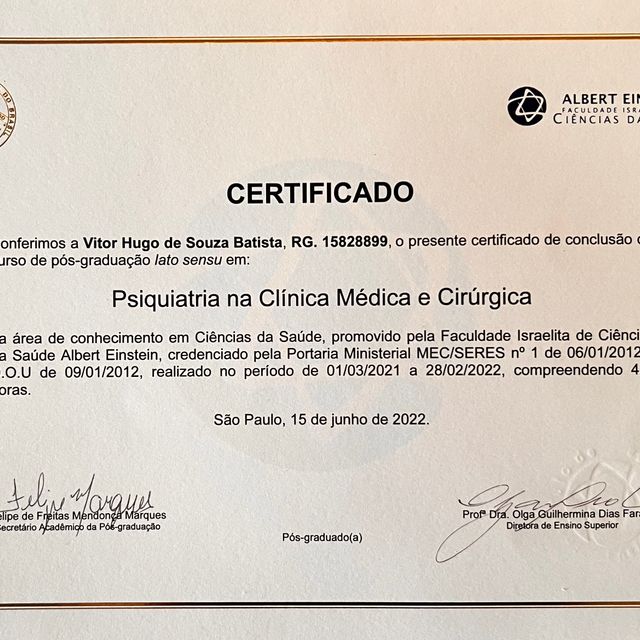 DO BRASIL
ALBERT EIN
FACULDADE ISRA
CIÊNCIAS DA
CERTIFICADO
onferimos a Vitor Hugo de Souza Batista, RG. 15828899, o presente certificado de conclusão
urso de pós-graduação lato sensu em:
Psiquiatria na Clínica Médica e Cirúrgica
a área de conhecimento em Ciências da Saúde, promovido pela Faculdade Israelita de Ciênci
a Saúde Albert Einstein, credenciado pela Portaria Ministerial MEC/SERES nº 1 de 06/01/2012
.O.U de 09/01/2012, realizado no período de 01/03/2021 a 28/02/2022, compreendendo 4
oras.
São Paulo, 15 de junho de 2022.
Felipe Marques
elipe de Freitas Mendonça Marques
Secretário Acadêmico da Pós-graduação
Profª Dra. Olga Guilhermina Dias Fara
Diretora de Ensino Superior
Pós-graduado(a)